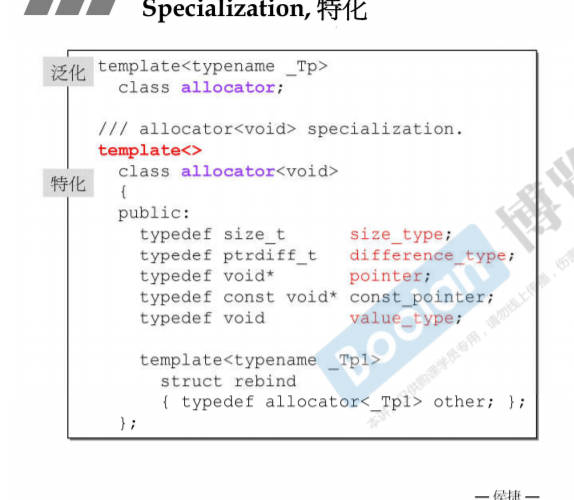 Specialization, 特化
泛化
template<typename _Tp>
class allocator;
/// allocator<void> specialization.
template<>
特化
class allocator<void>
{
public:
typedef size_t size_type;
typedef ptrdiff_t difference_type;
typedef void* pointer;
typedef const void* const_pointer;
typedef void value_type;
template<typename _Tp1>
struct rebind
{ typedef allocator<_Tp1> other; };
};
Boolan
博览
— 侯捷 —